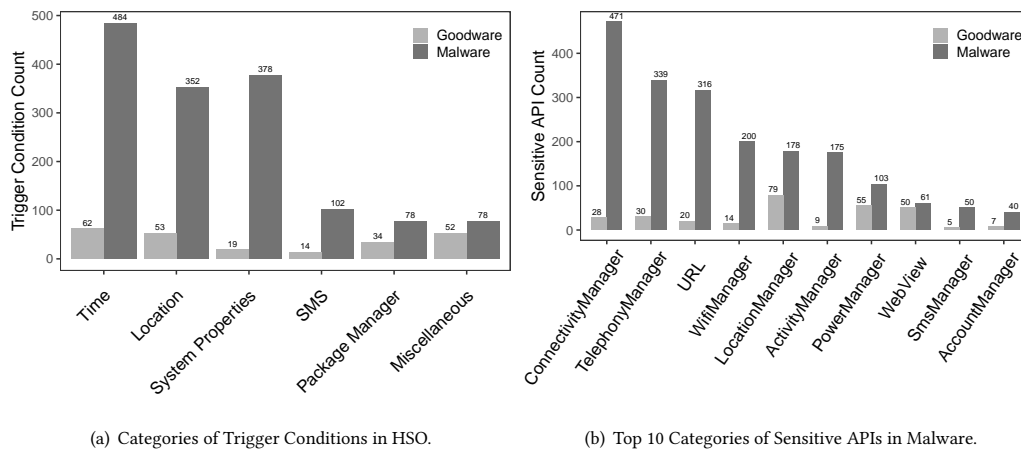 500
400
300
200
100
0
Trigger Condition Count
Goodware
Malware
484
352
378
102
78
78
62
53
19
14
34
52
Time
Location
System Properties
SMS
Package Manager
Miscellaneous
(a) Categories of Trigger Conditions in HSO.
400
300
200
100
0
Sensitive API Count
Goodware
Malware
471
339
316
200
178
175
103
61
50
40
28
30
20
14
79
9
55
50
5
7
ConnectivityManager
TelephonyManager
URL
WifiManager
LocationManager
ActivityManager
PowerManager
WebView
SmsManager
AccountManager
(b) Top 10 Categories of Sensitive APIs in Malware.